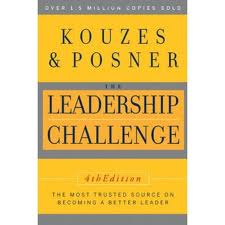 OVER 1.5 MILLION COPIES SOLD
KOUZES
& POSNER
THE
LEADERSHIP
CHALLENGE
4th Edition
THE MOST TRUSTED SOURCE ON
BECOMING A BETTER LEADER